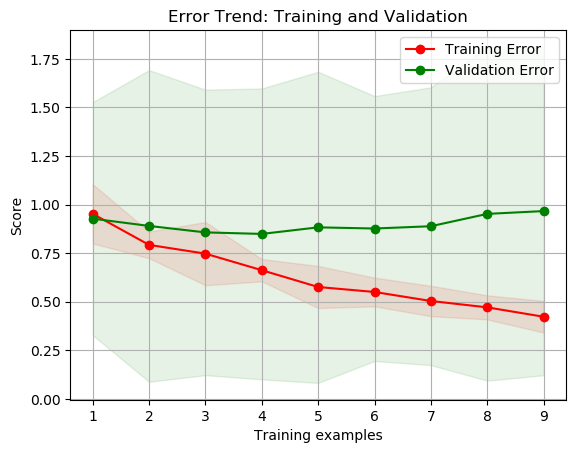 Error Trend: Training and Validation
Training Error
Validation Error
Score
1.75
1.50
1.25
1.00
0.75
0.50
0.25
0.00
1 2 3 4 5 6 7 8 9
Training examples